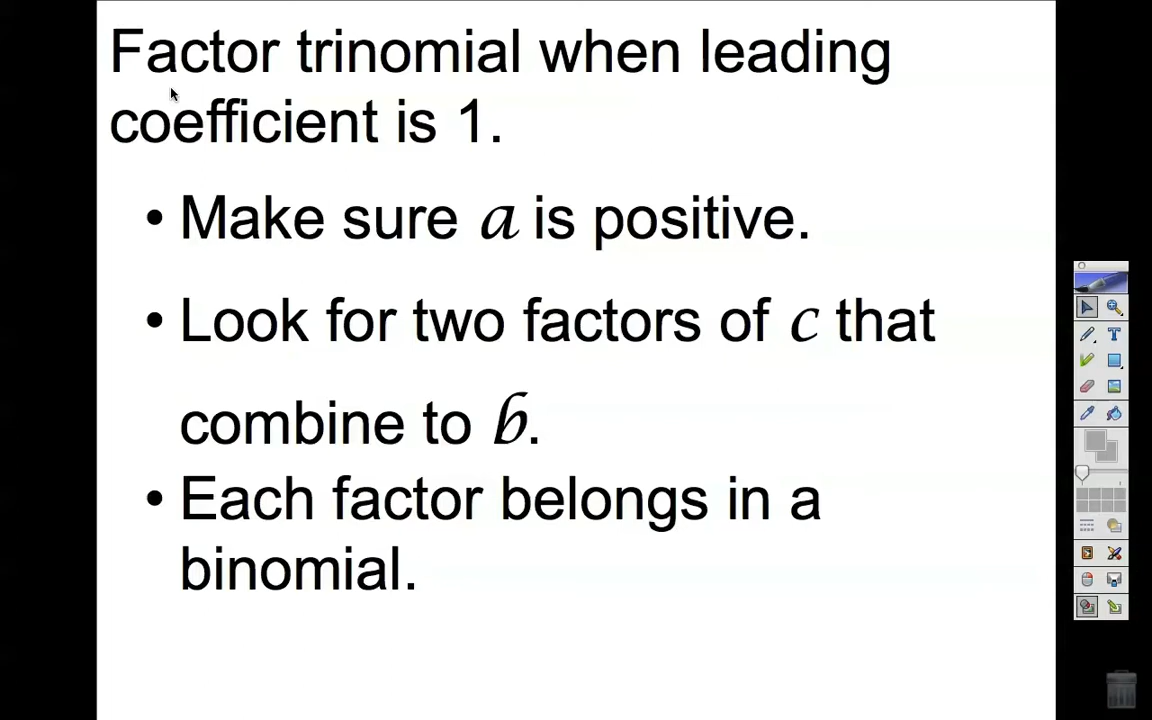 Factor trinomial when leading
coefficient is 1.
• Make sure a is positive.
• Look for two factors of c that
combine to b.
• Each factor belongs in a
binomial.